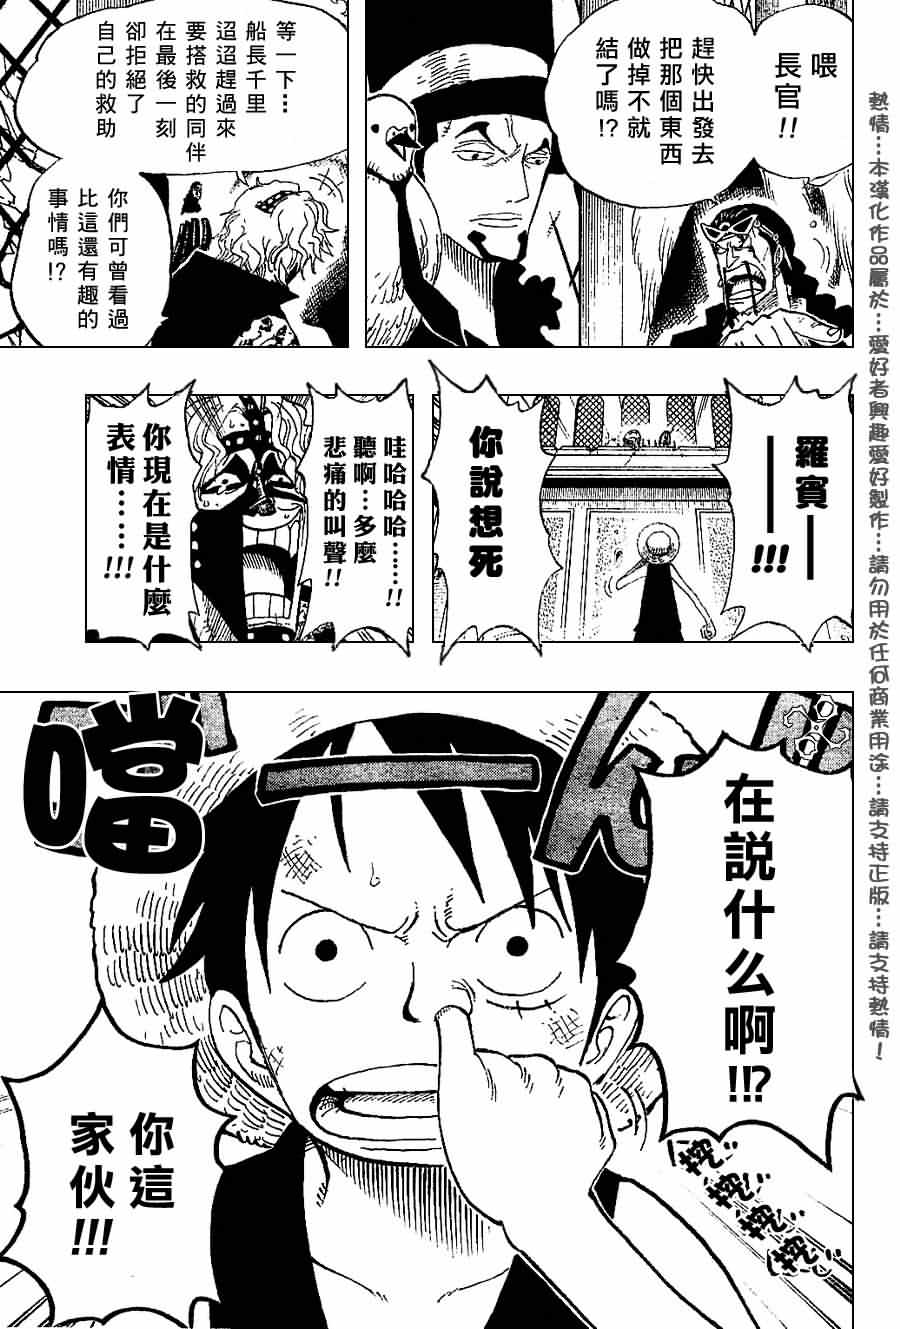 喂
長官!!
趕快出發去
把那個東西
做掉不就
結了嗎!?
等一下…
船長千里
迢迢趕過來
要搭救的同伴
在最後一刻
卻拒絕了
自己的救助
你們可曾看過
比這還有趣的
事情嗎!?
羅賓——
——!!!
你說想死
哇哈哈哈……!!
聽啊…多麼
悲痛的叫聲!!
你現在是什麼
表情……!!!
在説什么啊!!!?
噹
挖
挖
挖
挖
你這
家伙!!!
熱情…本漢化作品屬於…愛好者興趣愛好製作…請勿用於任何商業用途…請支持正版…請支持熱情!